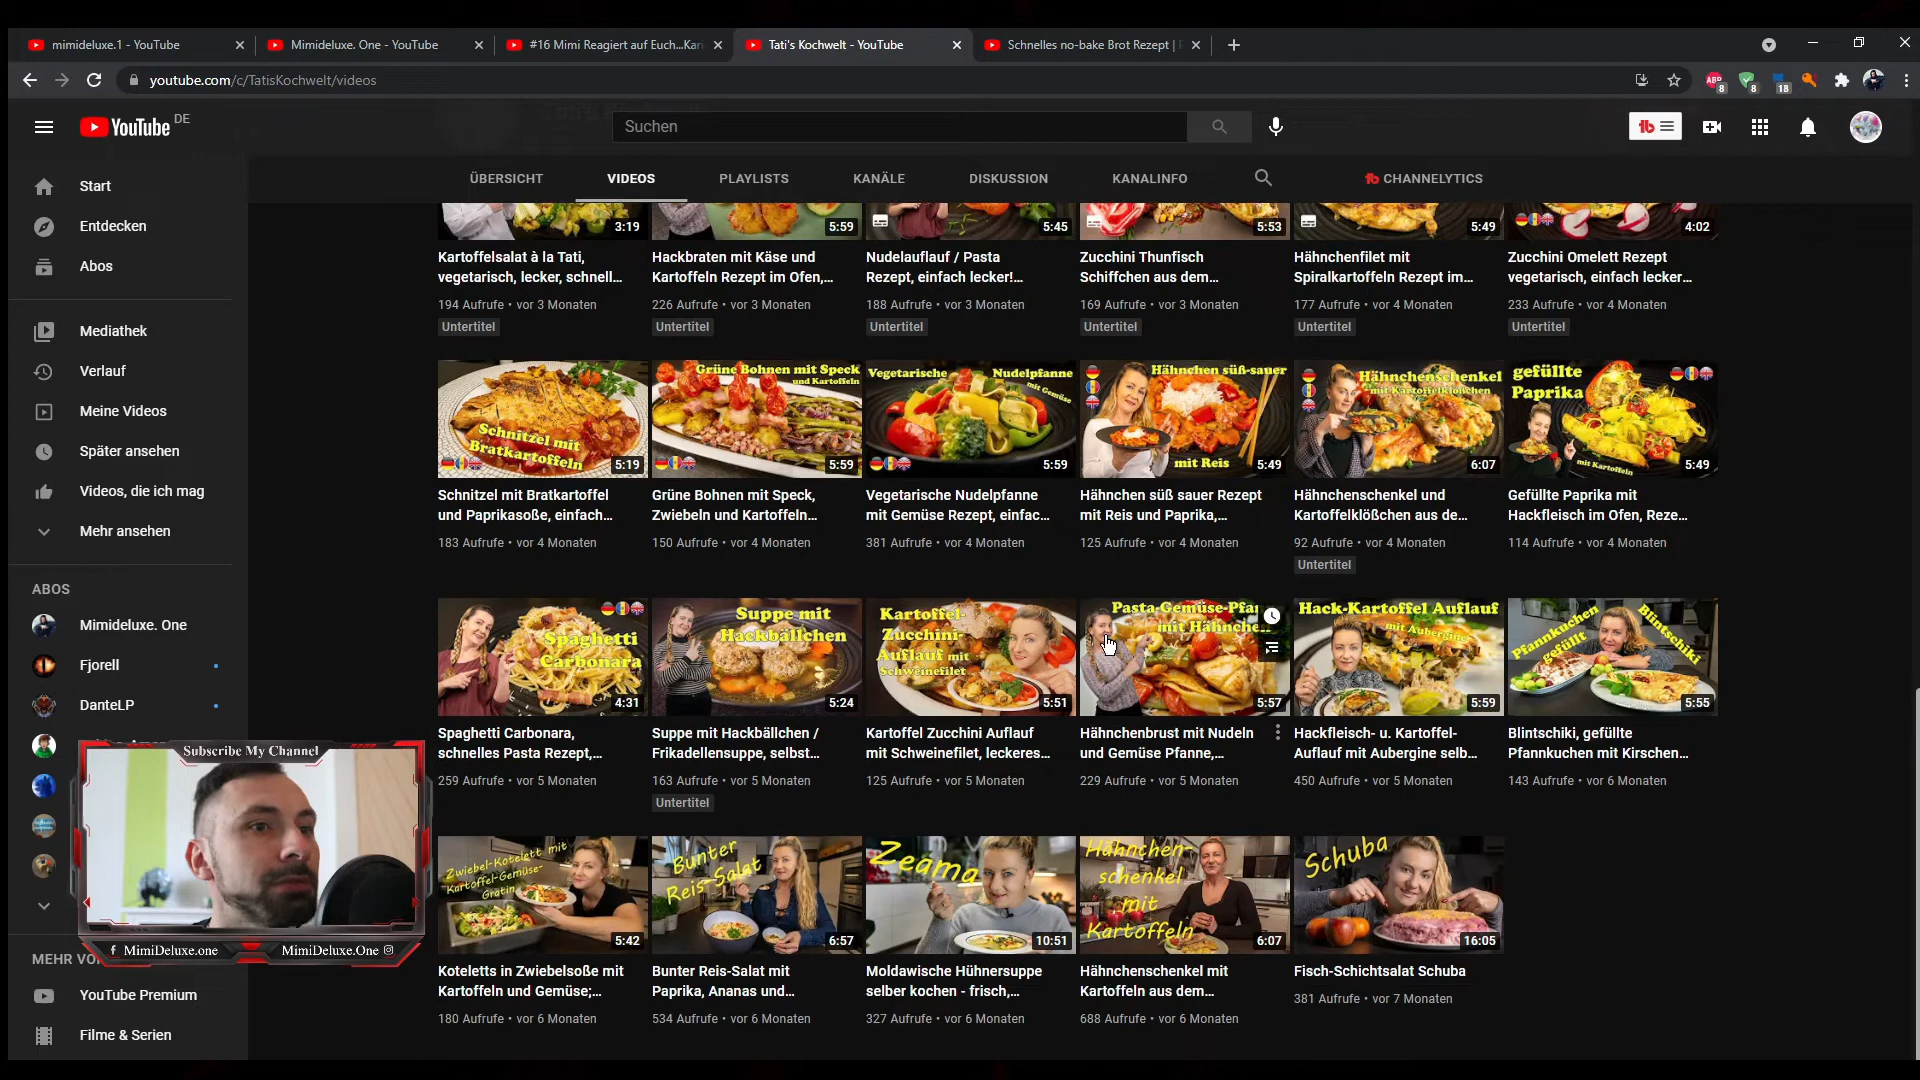 mimideluxe.1 - YouTube
Mimideluxe. One - YouTube
#16 Mimi Reagiert auf Euch...Kan
Tati's Kochwelt - YouTube
Schnelles no-bake Brot Rezept |
youtube.com/c/TatisKochwelt/videos
ABP
8
8
18
YouTube
DE
Suchen
ÜBERSICHT
VIDEOS
PLAYLISTS
KANÄLE
DISKUSSION
KANALINFO
CHANNELYTICS
Start
Entdecken
Abos
Mediathek
Verlauf
Meine Videos
Später ansehen
Videos, die ich mag
Mehr ansehen
ABOS
Mimideluxe. One
Fjorell
DanteLP
Subscribe My Channel
MimiDeluxe.one
MimiDeluxe.One
MEHR VO
YouTube Premium
Filme & Serien
3:19
5:59
5:45
5:53
5:49
4:02
Kartoffelsalat à la Tati,
vegetarisch, lecker, schnell...
194 Aufrufe • vor 3 Monaten
Untertitel
Hackbraten mit Käse und
Kartoffeln Rezept im Ofen,...
226 Aufrufe • vor 3 Monaten
Untertitel
Nudelauflauf / Pasta
Rezept, einfach lecker!...
188 Aufrufe • vor 3 Monaten
Untertitel
Zucchini Thunfisch
Schiffchen aus dem...
169 Aufrufe • vor 3 Monaten
Untertitel
Hähnchenfilet mit
Spiralkartoffeln Rezept im...
177 Aufrufe • vor 4 Monaten
Untertitel
Zucchini Omelett Rezept
vegetarisch, einfach lecker...
233 Aufrufe • vor 4 Monaten
Untertitel
Schnitzel mit
Bratkartoffeln
5:19
Schnitzel mit Bratkartoffel
und Paprikasoße, einfach...
183 Aufrufe • vor 4 Monaten
Grüne Bohnen mit Speck
und Kartoffeln
5:59
Grüne Bohnen mit Speck,
Zwiebeln und Kartoffeln...
150 Aufrufe • vor 4 Monaten
Vegetarische Nudelpfanne
mit Gemüse
5:59
Vegetarische Nudelpfanne
mit Gemüse Rezept, einfac...
381 Aufrufe • vor 4 Monaten
Hähnchen süß-sauer
mit Reis
5:49
Hähnchen süß sauer Rezept
mit Reis und Paprika,...
125 Aufrufe • vor 4 Monaten
Hähnchenschenkel
mit Kartoffelklößchen
6:07
Hähnchenschenkel und
Kartoffelklößchen aus de...
92 Aufrufe • vor 4 Monaten
Untertitel
gefüllte
Paprika
mit Kartoffeln
5:49
Gefüllte Paprika mit
Hackfleisch im Ofen, Reze...
114 Aufrufe • vor 4 Monaten
Spaghetti
Carbonara
4:31
Spaghetti Carbonara,
schnelles Pasta Rezept,...
259 Aufrufe • vor 5 Monaten
Suppe mit
Hackbällchen
5:24
Suppe mit Hackbällchen /
Frikadellensuppe, selbst...
163 Aufrufe • vor 5 Monaten
Untertitel
Kartoffel-
Zucchini-
Auflauf mit
Schweinefilet
5:51
Kartoffel Zucchini Auflauf
mit Schweinefilet, leckeres...
125 Aufrufe • vor 5 Monaten
Pasta-Gemüse-Pfan
mit Hähnche
5:57
Hähnchenbrust mit Nudeln
und Gemüse Pfanne,...
229 Aufrufe • vor 5 Monaten
Hack-Kartoffel Auflauf
mit Aubergine
5:59
Hackfleisch- u. Kartoffel-
Auflauf mit Aubergine selb...
450 Aufrufe • vor 5 Monaten
Pfannkuchen
gefüllt
Blintschiki
5:55
Blintschiki, gefüllte
Pfannkuchen mit Kirschen...
143 Aufrufe • vor 6 Monaten
Zwiebel-Kotelett mit
Kartoffel-Gemüse-
Gratin
5:42
Koteletts in Zwiebelsoße mit
Kartoffeln und Gemüse;...
180 Aufrufe • vor 6 Monaten
Bunter
Reis-Salat
6:57
Bunter Reis-Salat mit
Paprika, Ananas und...
534 Aufrufe • vor 6 Monaten
Zeama
10:51
Moldawische Hühnersuppe
selber kochen - frisch,...
327 Aufrufe • vor 6 Monaten
Hähnchen-
schenkel
mit
Kartoffeln
6:07
Hähnchenschenkel mit
Kartoffeln aus dem...
688 Aufrufe • vor 6 Monaten
Schuba
16:05
Fisch-Schichtsalat Schuba
381 Aufrufe • vor 7 Monaten